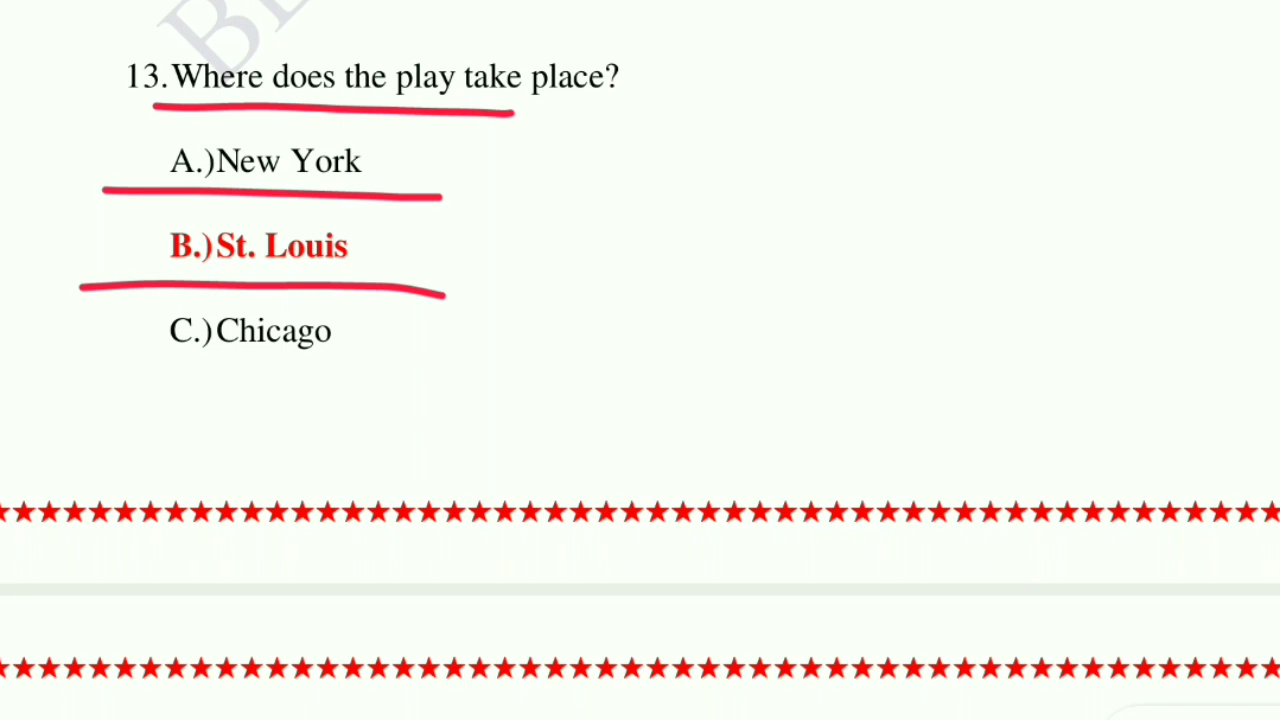 13.Where does the play take place?
A.)New York
B.)St. Louis
C.)Chicago